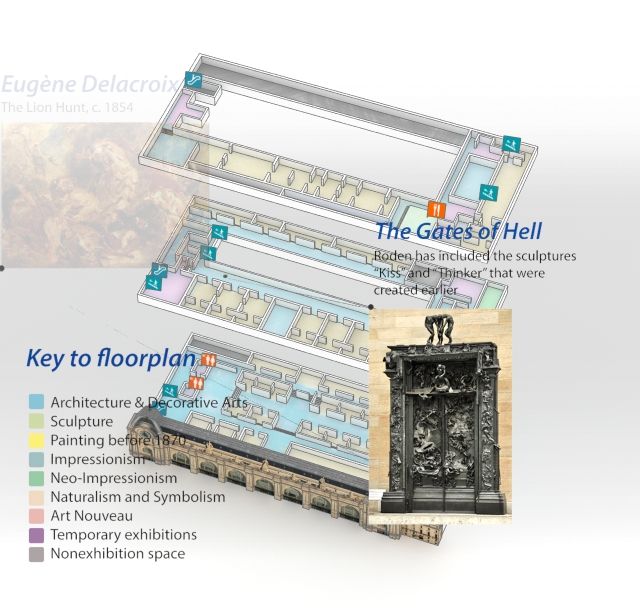 Eugène Delacroix
The Lion Hunt, c. 1854
The Gates of Hell
Roden has included the sculptures
“Kiss” and “Thinker” that were
created earlier
Key to floorplan
Architecture & Decorative Arts
Sculpture
Painting before 1870
Impressionism
Neo-Impressionism
Naturalism and Symbolism
Art Nouveau
Temporary exhibitions
Nonexhibition space